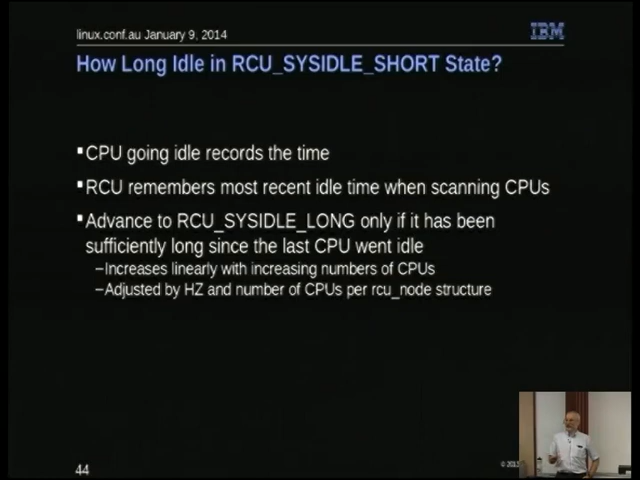 linux.conf.au January 9, 2014
IBM
How Long Idle in RCU_SYSIDLE_SHORT State?
▪CPU going idle records the time
▪RCU remembers most recent idle time when scanning CPUs
▪Advance to RCU_SYSIDLE_LONG only if it has been
sufficiently long since the last CPU went idle
–Increases linearly with increasing numbers of CPUs
–Adjusted by HZ and number of CPUs per rcu_node structure
44